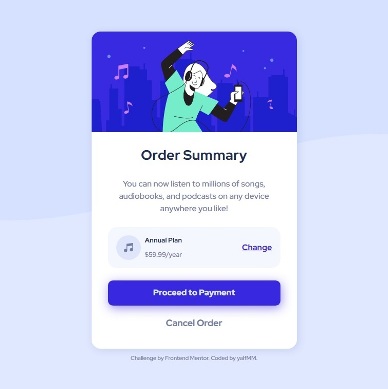 Order Summary
You can now listen to millions of songs,
audiobooks, and podcasts on any device
anywhere you like!
Annual Plan
$59.99/year
Change
Proceed to Payment
Cancel Order
Challenge by Frontend Mentor. Coded by